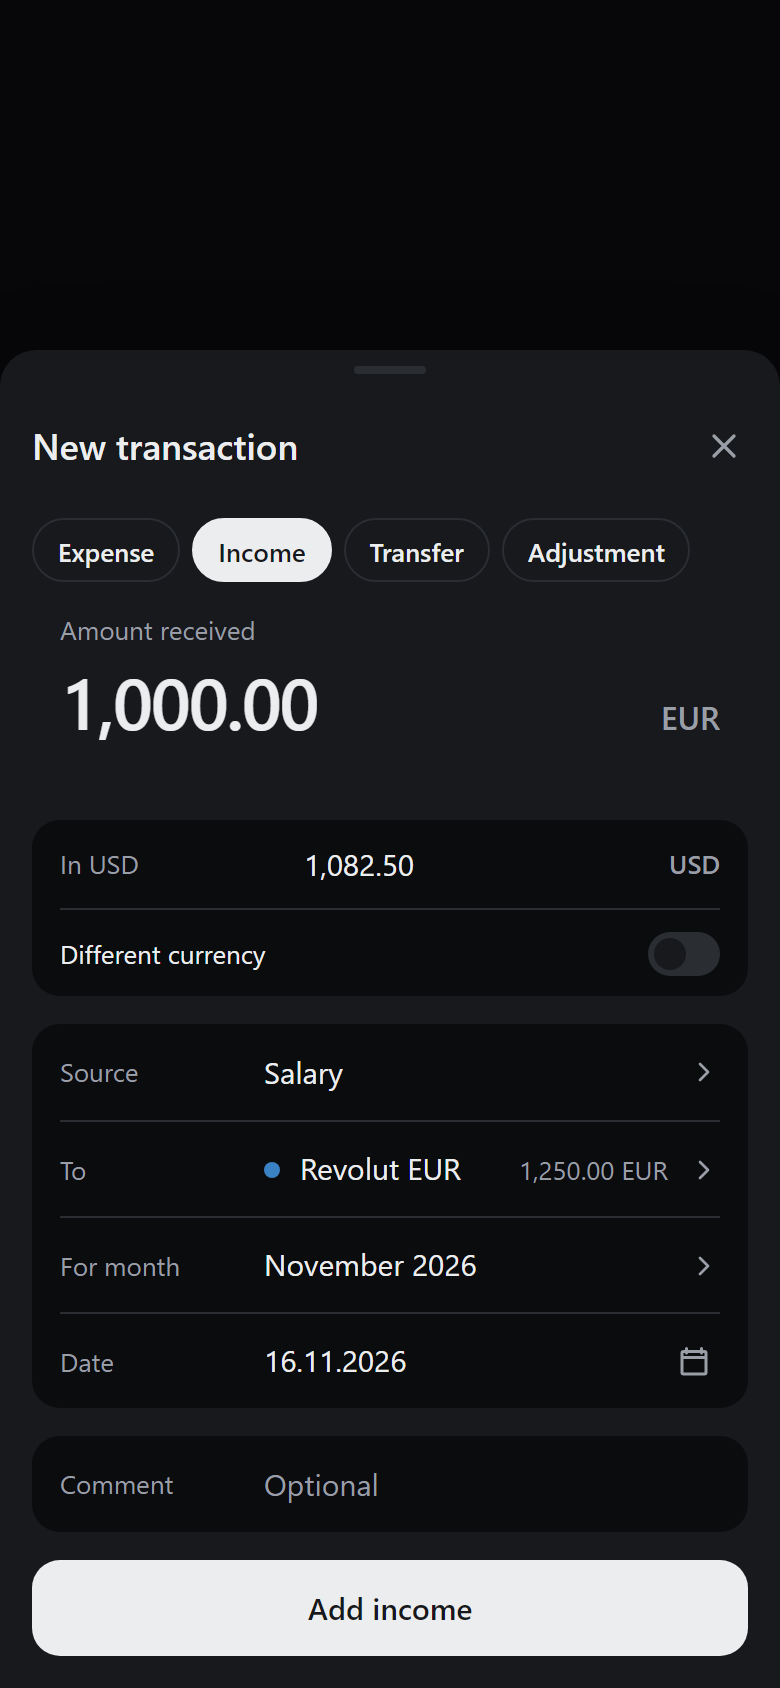 New transaction
Expense Income Transfer Adjustment
Amount received
1,000.00 EUR
In USD 1,082.50 USD
Different currency
Source Salary
To Revolut EUR 1,250.00 EUR
For month November 2026
Date 16.11.2026
Comment Optional
Add income